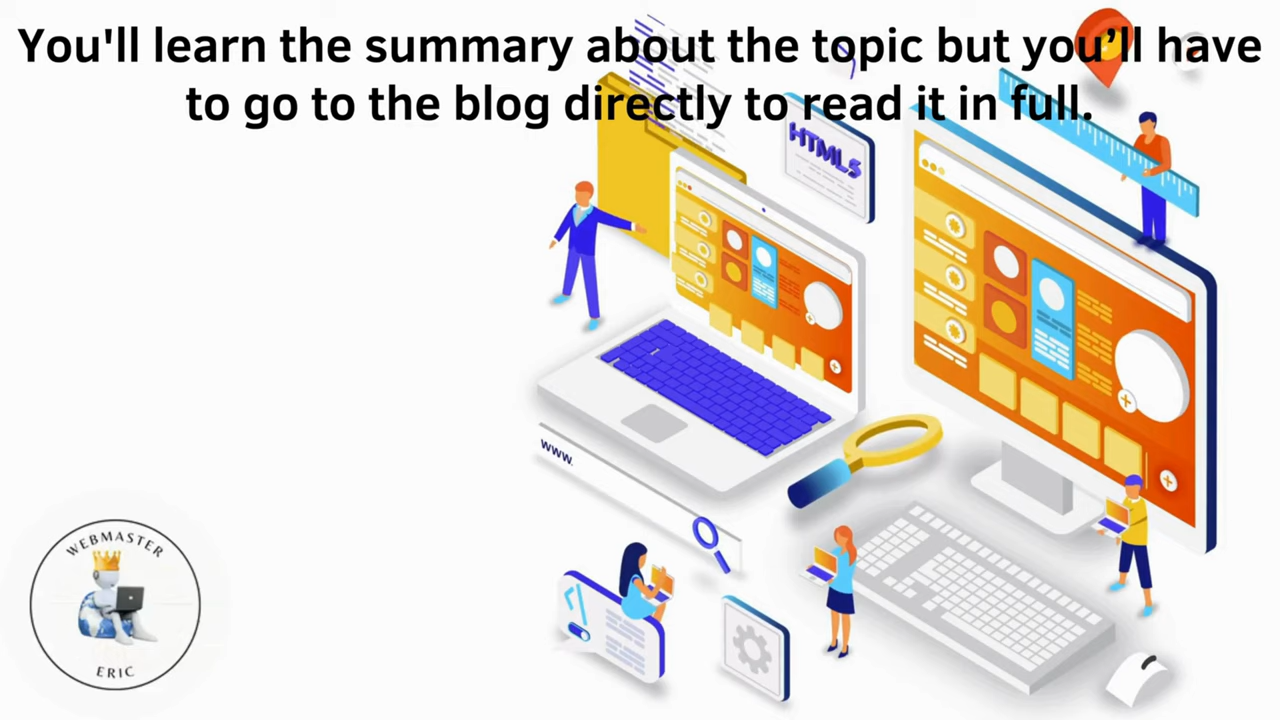 You'll learn the summary about the topic but you’ll have
to go to the blog directly to read it in full.
HTML5
www.
WEBMASTER
ERIC